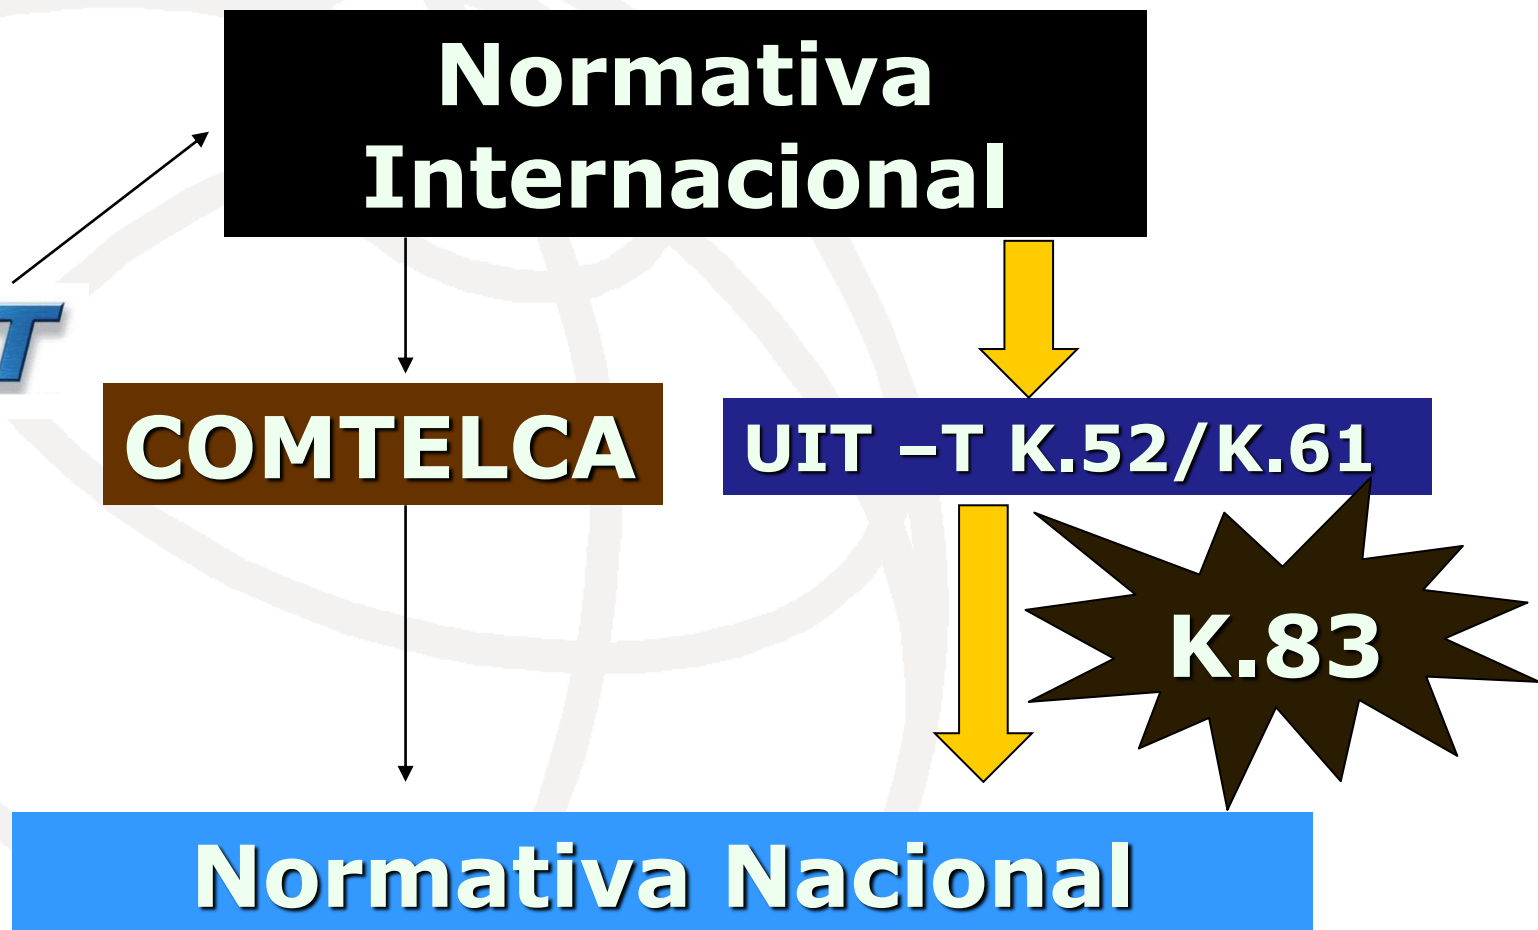 Normativa
Internacional
T
COMTELCA
UIT –T K.52/K.61
K.83
Normativa Nacional